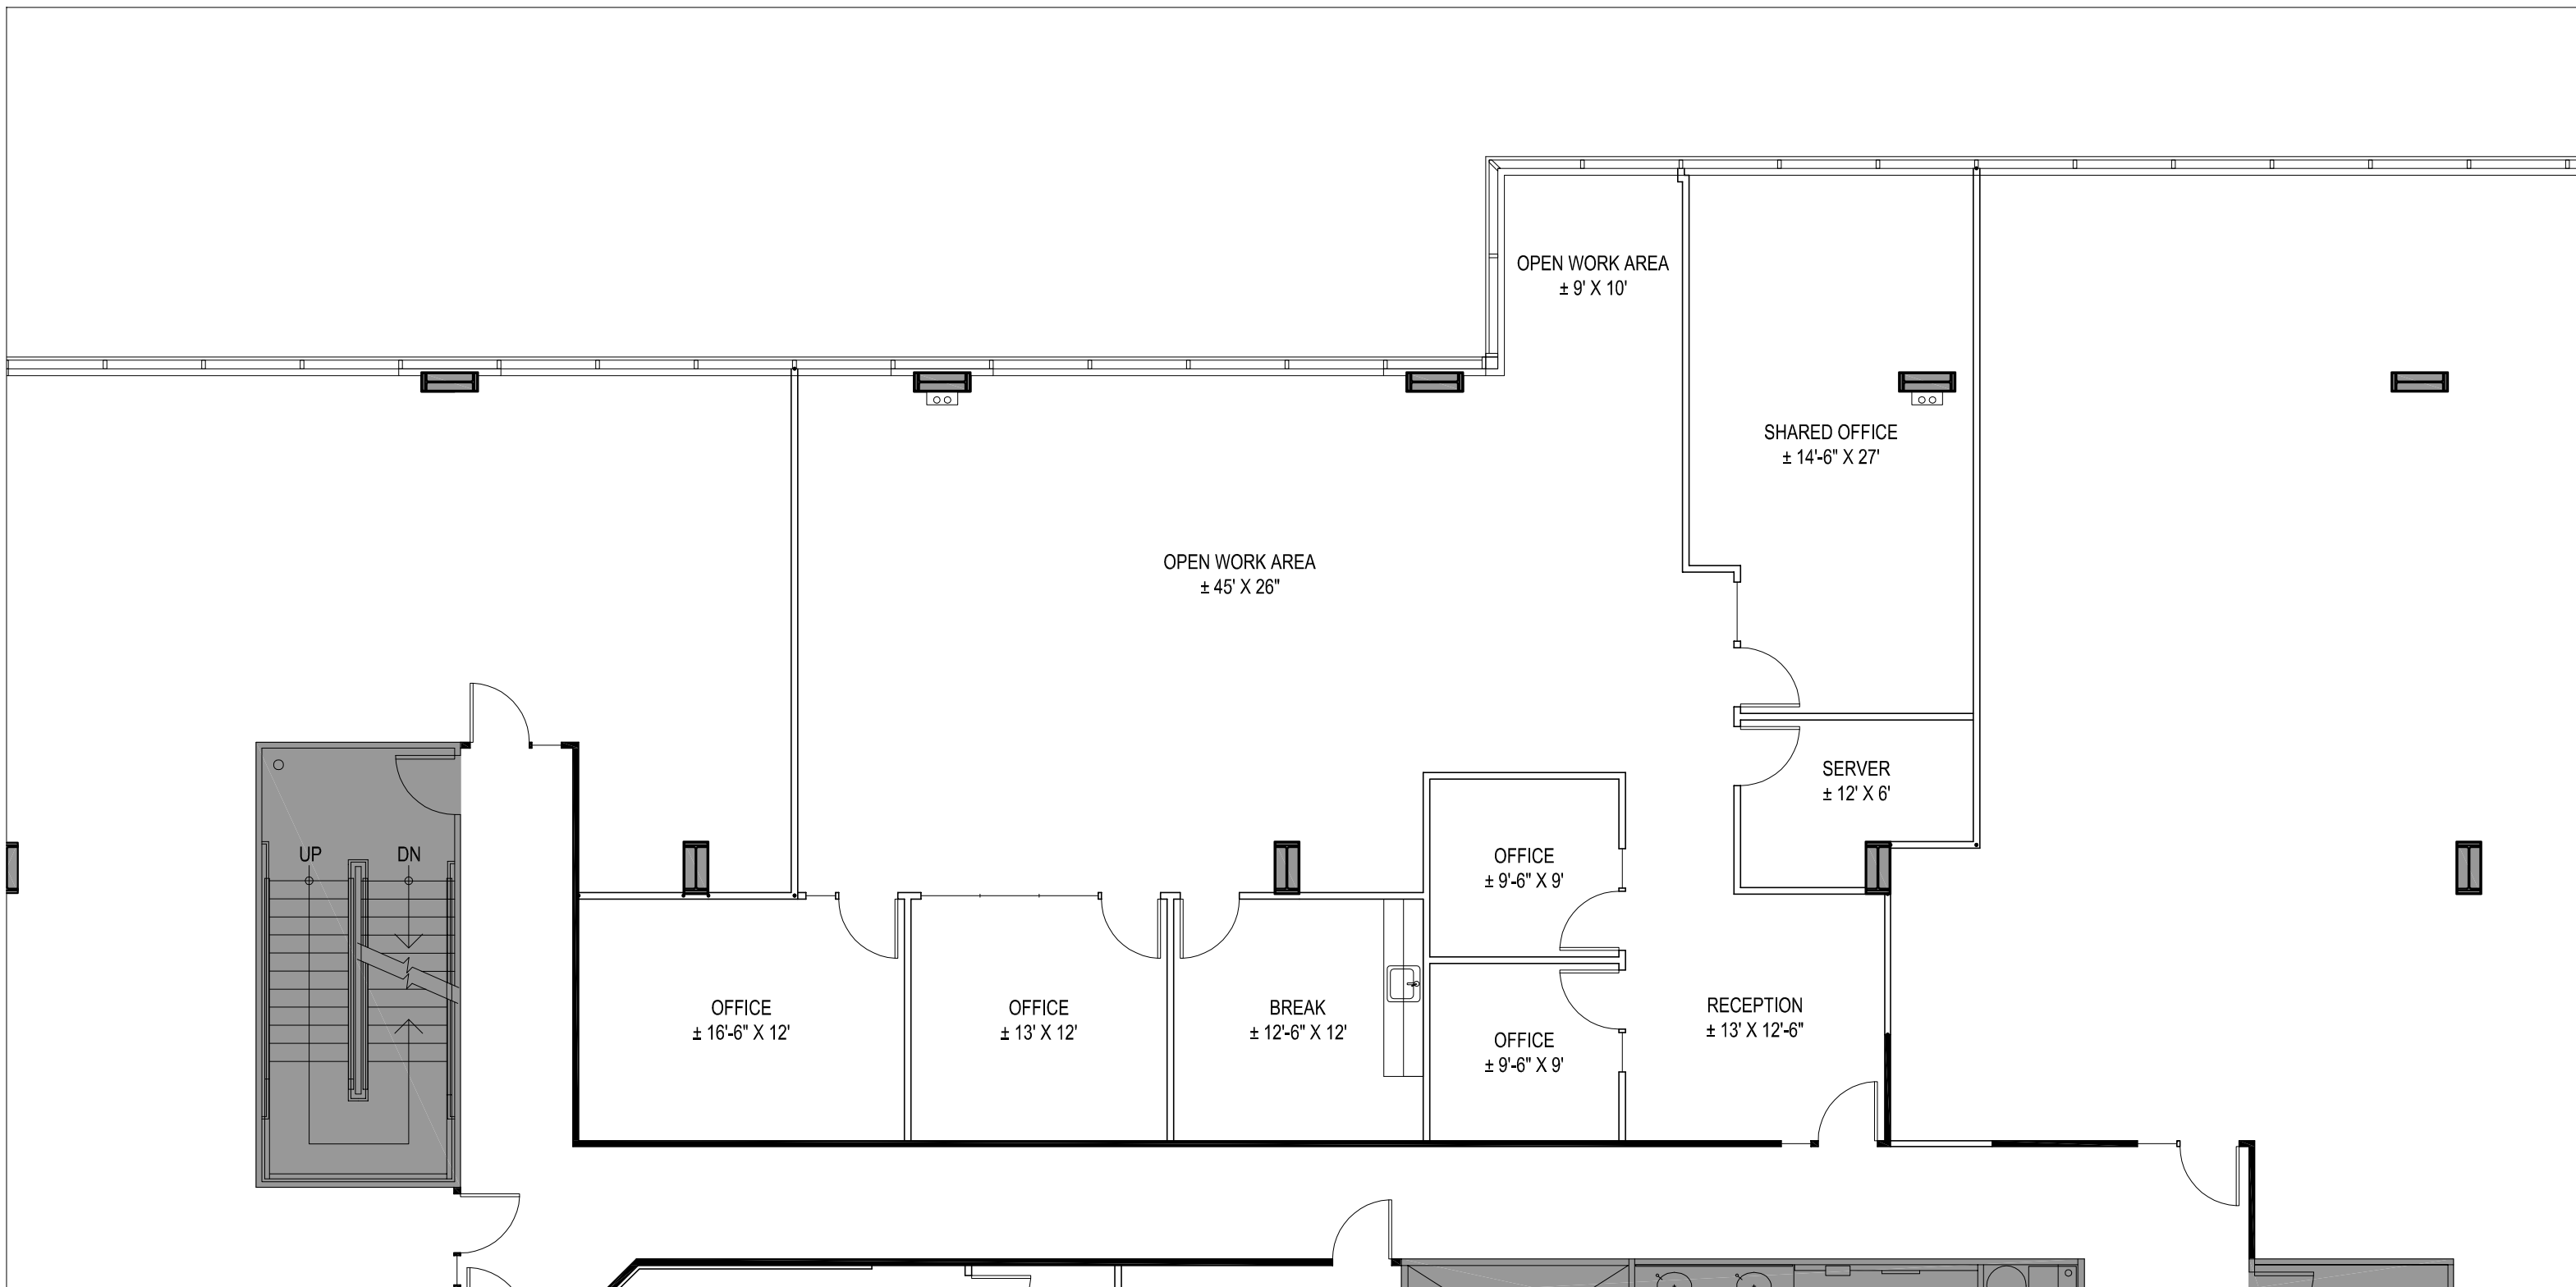 OPEN WORK AREA
± 9' X 10'
SHARED OFFICE
± 14'-6" X 27'
OPEN WORK AREA
± 45' X 26"
SERVER
± 12' X 6'
UP
DN
OFFICE
± 9'-6" X 9'
OFFICE
± 16'-6" X 12'
OFFICE
± 13' X 12'
BREAK
± 12'-6" X 12'
OFFICE
± 9'-6" X 9'
RECEPTION
± 13' X 12'-6"